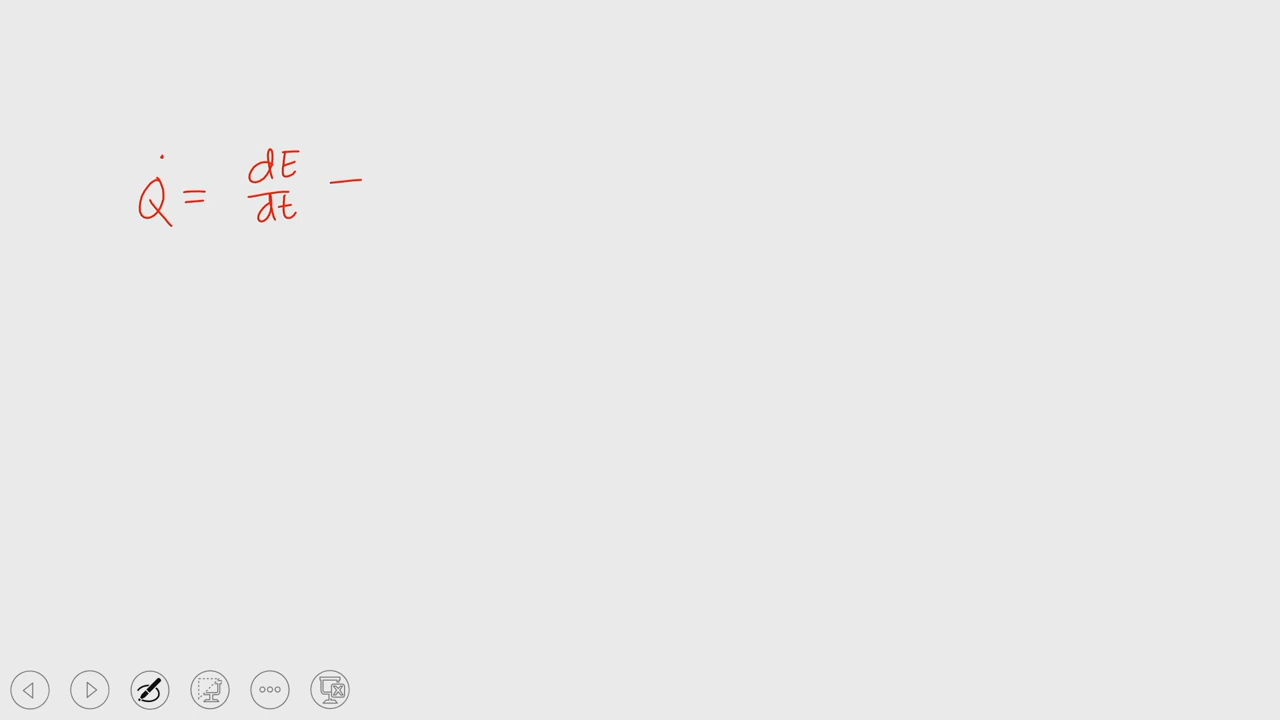 Q̇ = dE/dt −